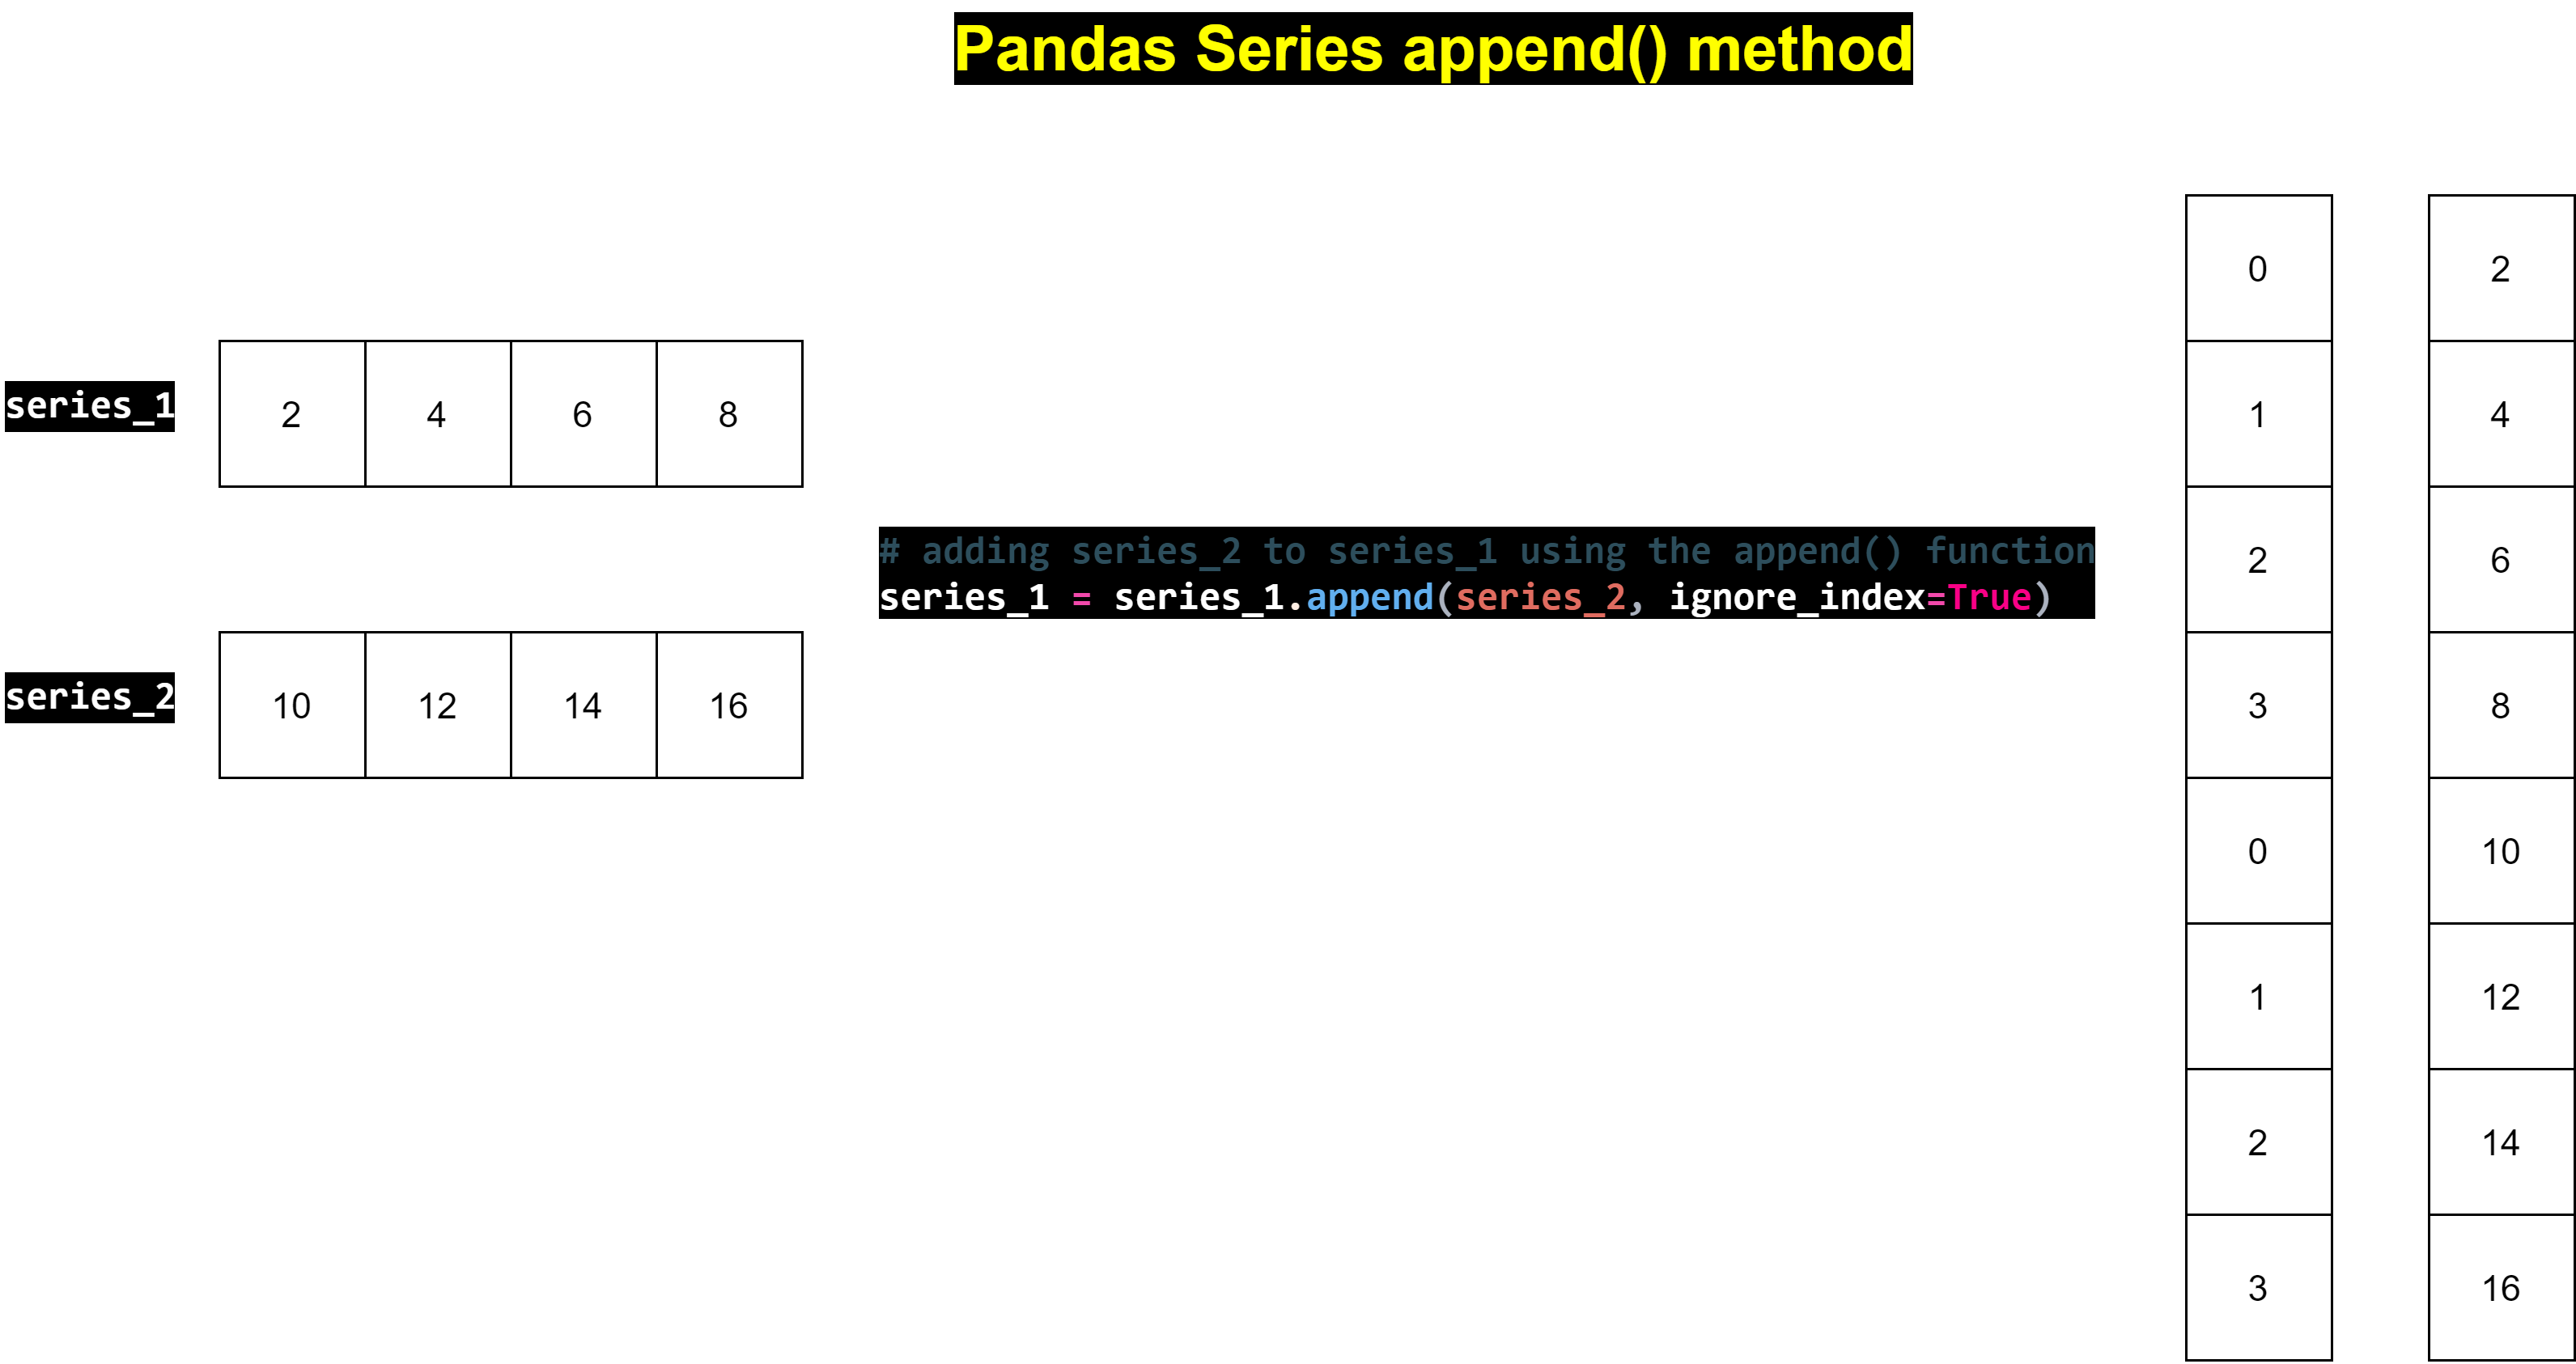 Pandas Series append() method
series_1
2 4 6 8
# adding series_2 to series_1 using the append() function
series_1 = series_1.append(series_2, ignore_index=True)
series_2
10 12 14 16
0 2
1 4
2 6
3 8
0 10
1 12
2 14
3 16